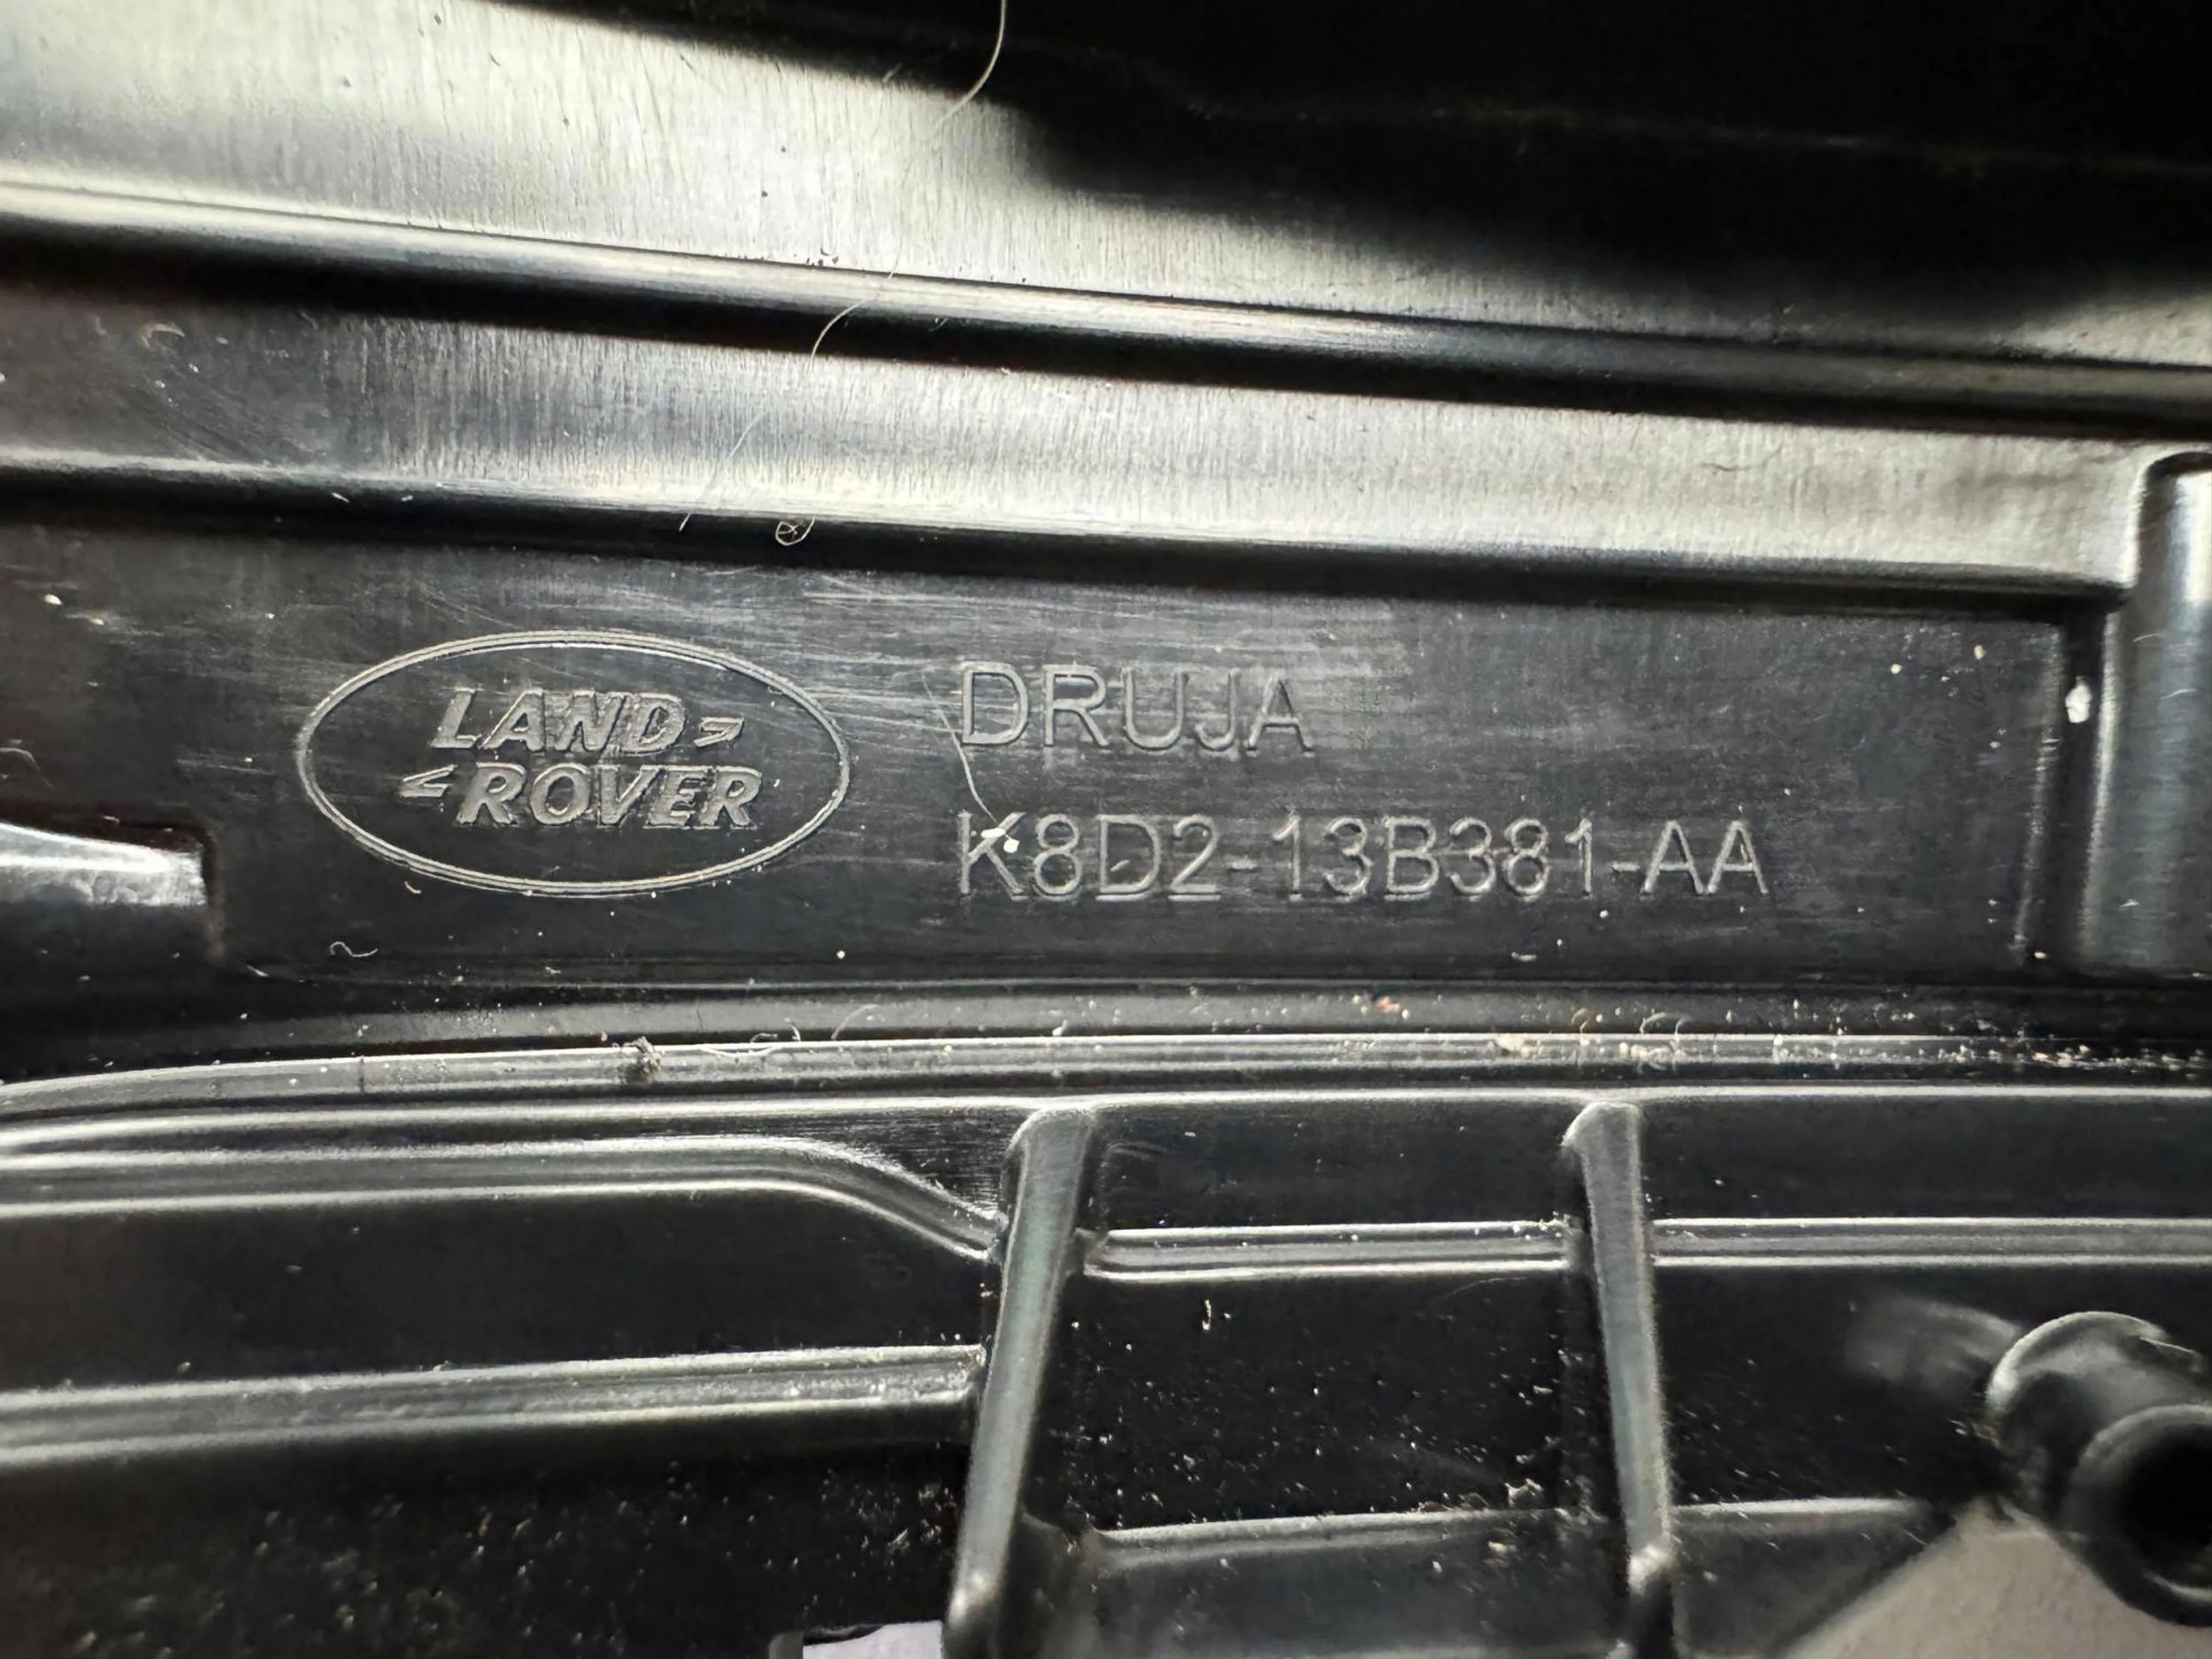 LAND
ROVER
DRUJA
K8D2-13B381-AA